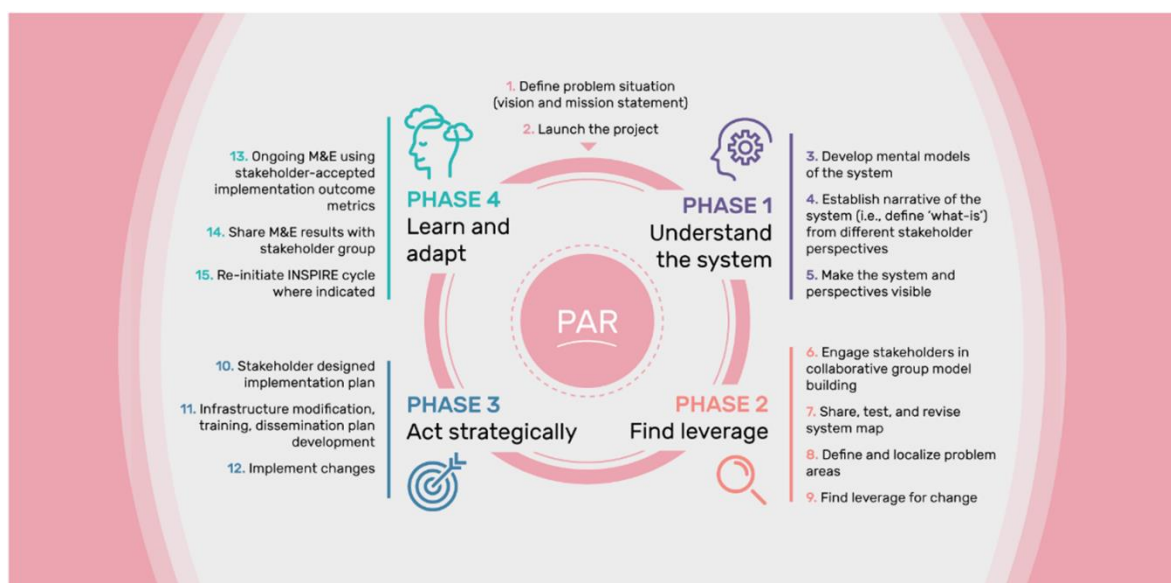 1. Define problem situation
(vision and mission statement)
2. Launch the project
PHASE 1
Understand
the system
3. Develop mental models
of the system
4. Establish narrative of the
system (i.e., define ‘what-is’)
from different stakeholder
perspectives
5. Make the system and
perspectives visible
PHASE 2
Find leverage
6. Engage stakeholders in
collaborative group model
building
7. Share, test, and revise
system map
8. Define and localize problem
areas
9. Find leverage for change
PHASE 3
Act strategically
10. Stakeholder designed
implementation plan
11. Infrastructure modification,
training, dissemination plan
development
12. Implement changes
PHASE 4
Learn and
adapt
13. Ongoing M&E using
stakeholder-accepted
implementation outcome
metrics
14. Share M&E results with
stakeholder group
15. Re-initiate INSPIRE cycle
where indicated
PAR